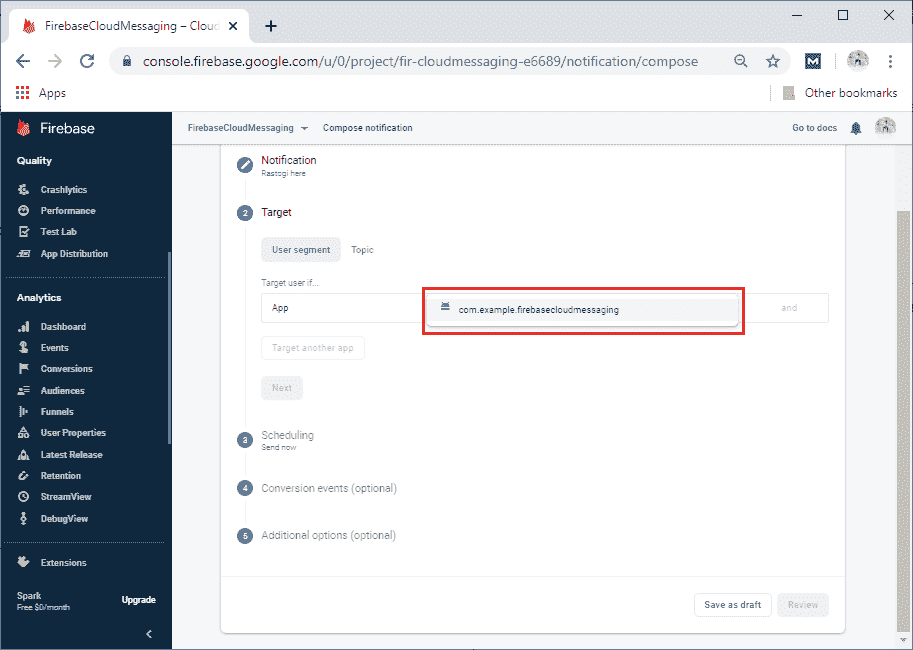 FirebaseCloudMessaging – Cloud
console.firebase.google.com/u/0/project/fir-cloudmessaging-e6689/notification/compose
M
Apps
Other bookmarks
Firebase
FirebaseCloudMessaging
Compose notification
Go to docs
Quality
Crashlytics
Performance
Test Lab
App Distribution
Analytics
Dashboard
Events
Conversions
Audiences
Funnels
User Properties
Latest Release
Retention
StreamView
DebugView
Extensions
Spark
Free $0/month
Upgrade
Notification
Rastogi here
2
Target
User segment
Topic
Target user if...
App
com.example.firebasecloudmessaging
and
Target another app
Next
3
Scheduling
Send now
4
Conversion events (optional)
5
Additional options (optional)
Save as draft
Review